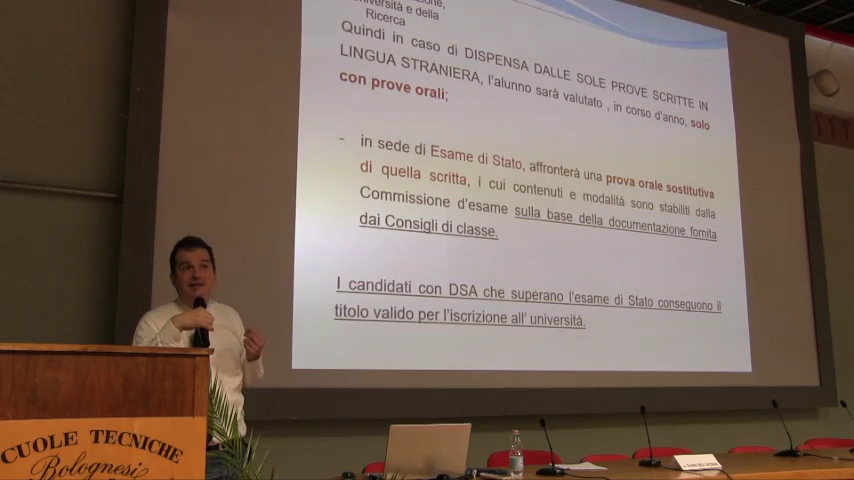 Ricerca
Quindi in caso di DISPENSA DALLE SOLE PROVE SCRITTE IN
LINGUA STRANIERA, l'alunno sarà valutato , in corso d'anno, solo
con prove orali;
- in sede di Esame di Stato, affronterà una prova orale sostitutiva
di quella scritta, i cui contenuti e modalità sono stabiliti dalla
Commissione d'esame sulla base della documentazione fornita
dai Consigli di classe.
I candidati con DSA che superano l'esame di Stato conseguono il
titolo valido per l'iscrizione all' università.
CUOLE TECNICHE
Bolognesi